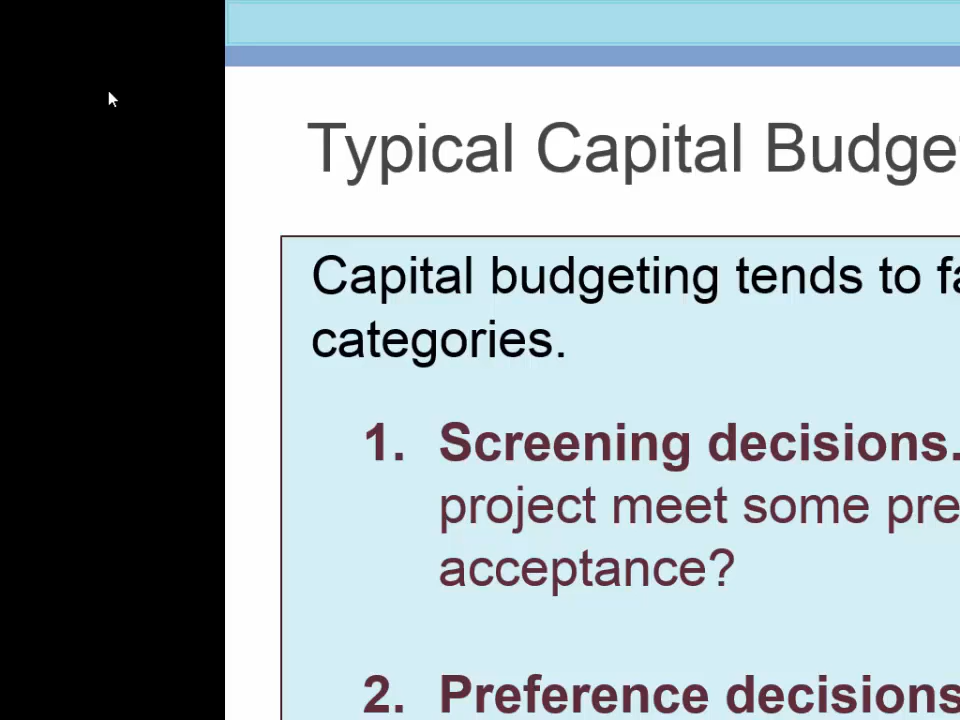 Typical Capital Budge
Capital budgeting tends to fa
categories.
1. Screening decisions.
project meet some pre
acceptance?
2. Preference decisions